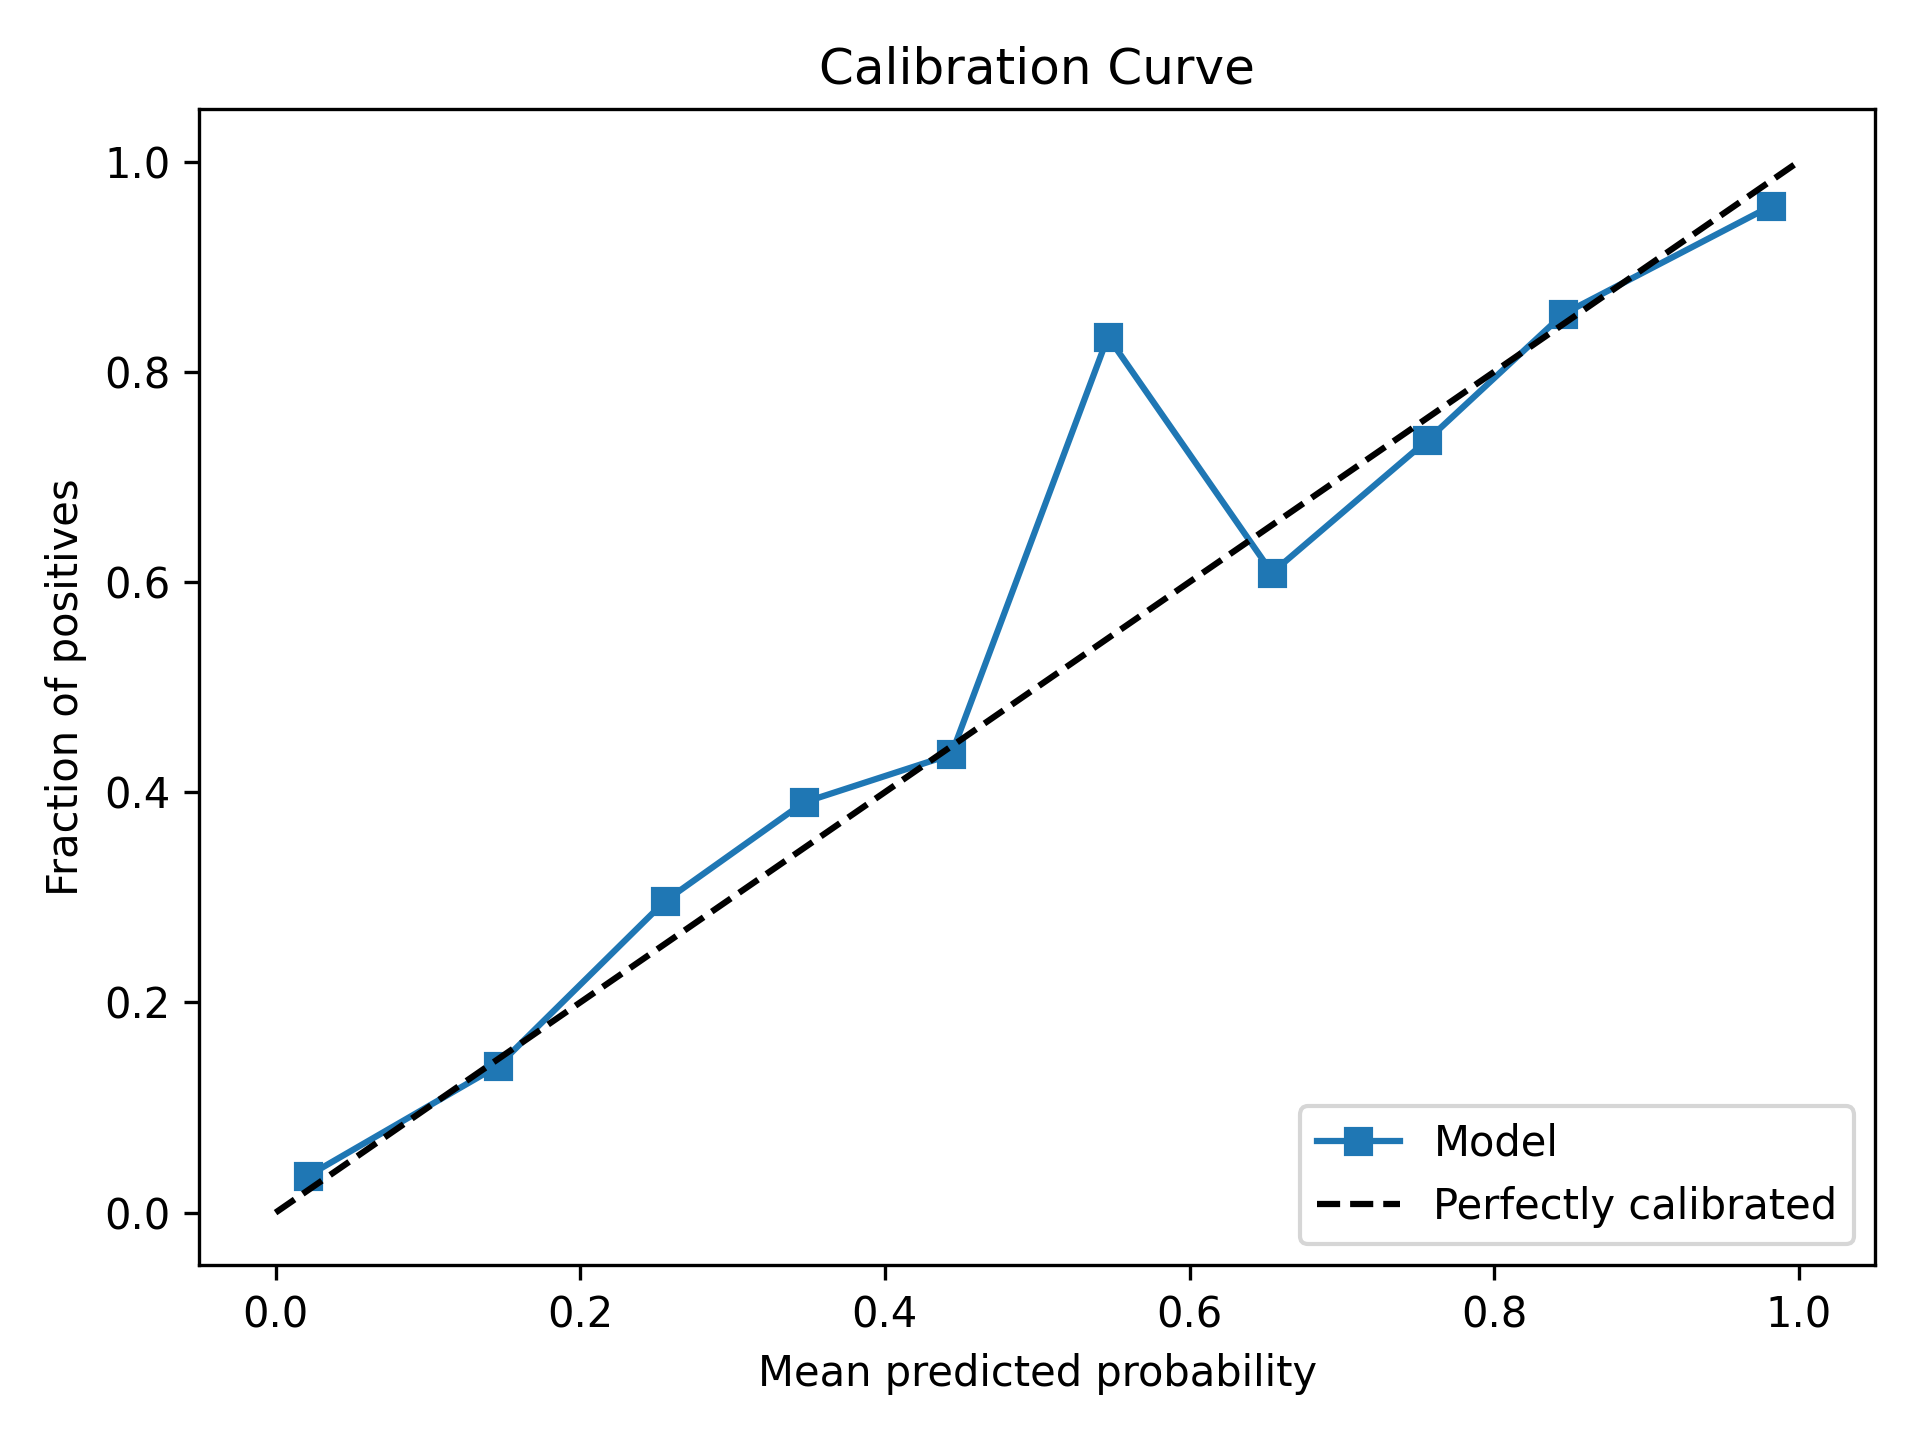 Calibration Curve
1.0
0.8
0.6
0.4
0.2
0.0
Fraction of positives
0.0 0.2 0.4 0.6 0.8 1.0
Mean predicted probability
Model
Perfectly calibrated